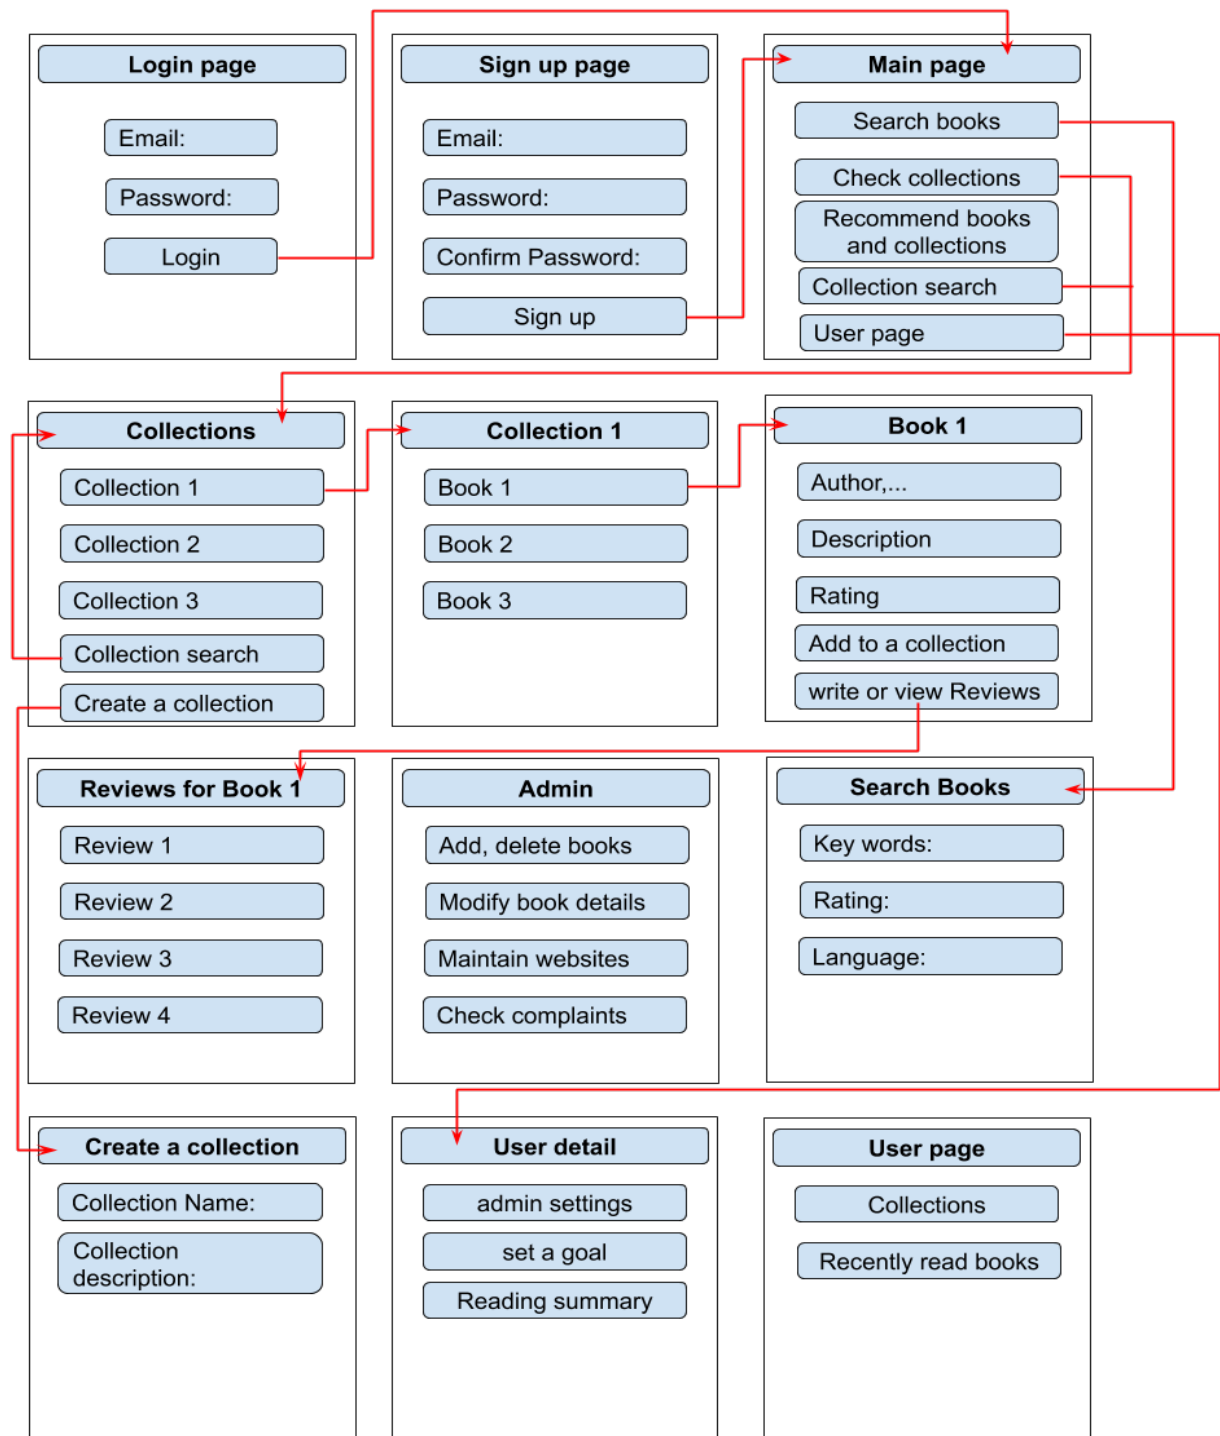 Login page
Email:
Password:
Login
Sign up page
Email:
Password:
Confirm Password:
Sign up
Main page
Search books
Check collections
Recommend books
and collections
Collection search
User page
Collections
Collection 1
Collection 2
Collection 3
Collection search
Create a collection
Collection 1
Book 1
Book 2
Book 3
Book 1
Author,...
Description
Rating
Add to a collection
write or view Reviews
Reviews for Book 1
Review 1
Review 2
Review 3
Review 4
Admin
Add, delete books
Modify book details
Maintain websites
Check complaints
Search Books
Key words:
Rating:
Language:
Create a collection
Collection Name:
Collection
description:
User detail
admin settings
set a goal
Reading summary
User page
Collections
Recently read books